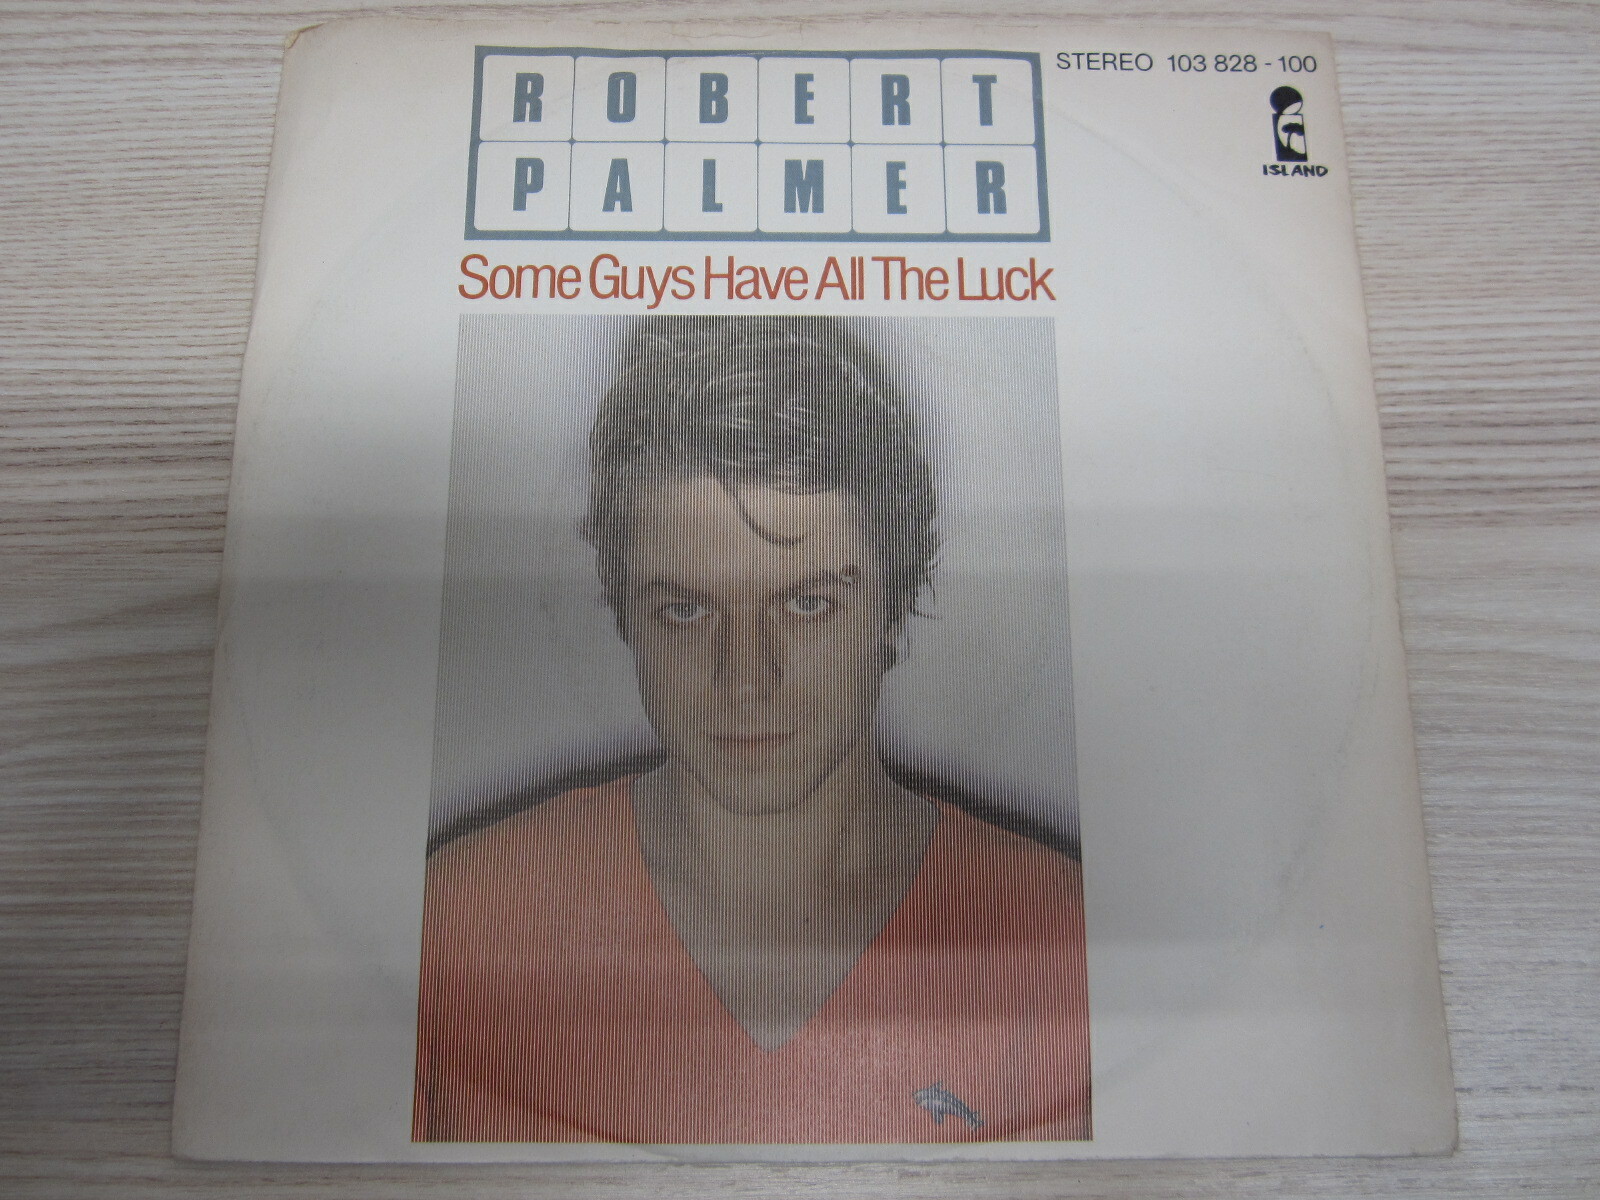 ROBERT
PALMER
STEREO 103 828 - 100
ISLAND
Some Guys Have All The Luck